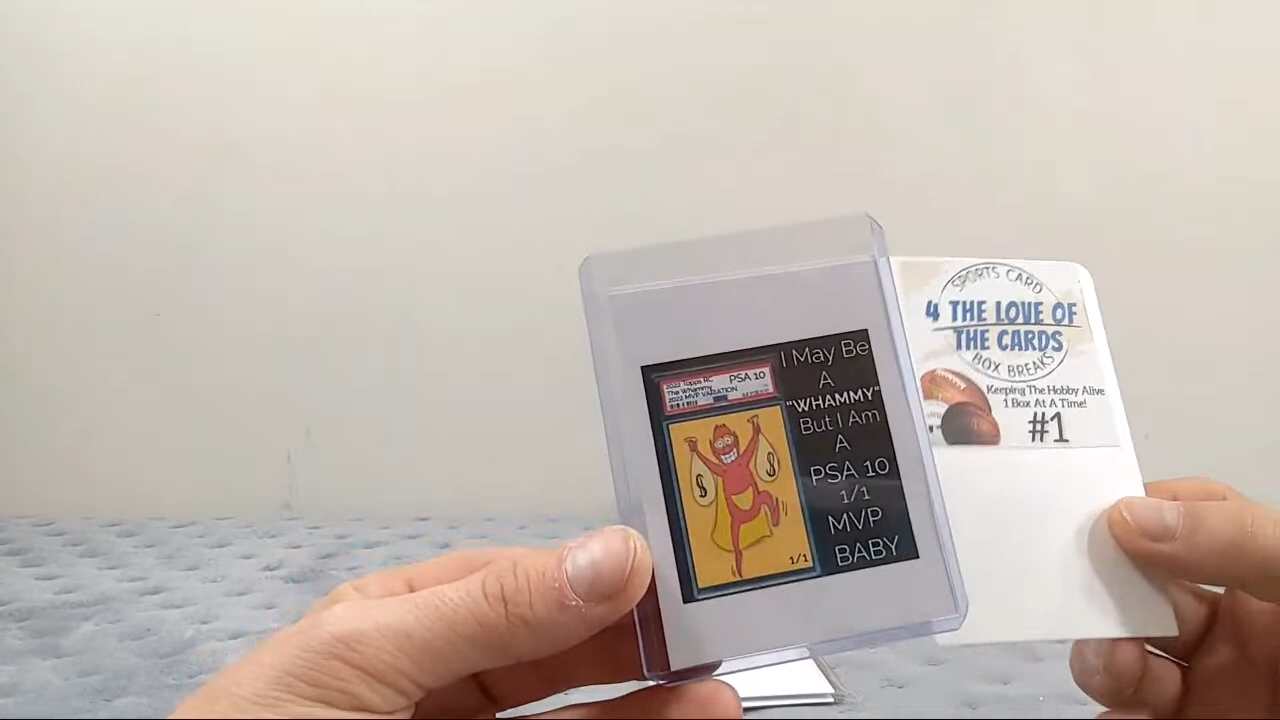 2022 Topps RC
The Whammy PSA 10
2022 MVP VARIATION
$
$
1/1
I May Be
A
"WHAMMY"
But I Am
A
PSA 10
1/1
MVP
BABY
SPORTS CARD
4 THE LOVE OF
THE CARDS
BOX BREAKS
Keeping The Hobby Alive
1 Box At A Time!
#1